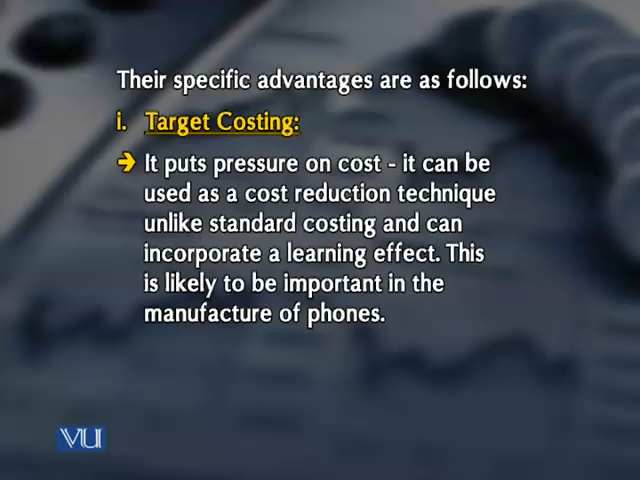 Their specific advantages are as follows:
i. Target Costing:
➔ It puts pressure on cost - it can be
used as a cost reduction technique
unlike standard costing and can
incorporate a learning effect. This
is likely to be important in the
manufacture of phones.
VU